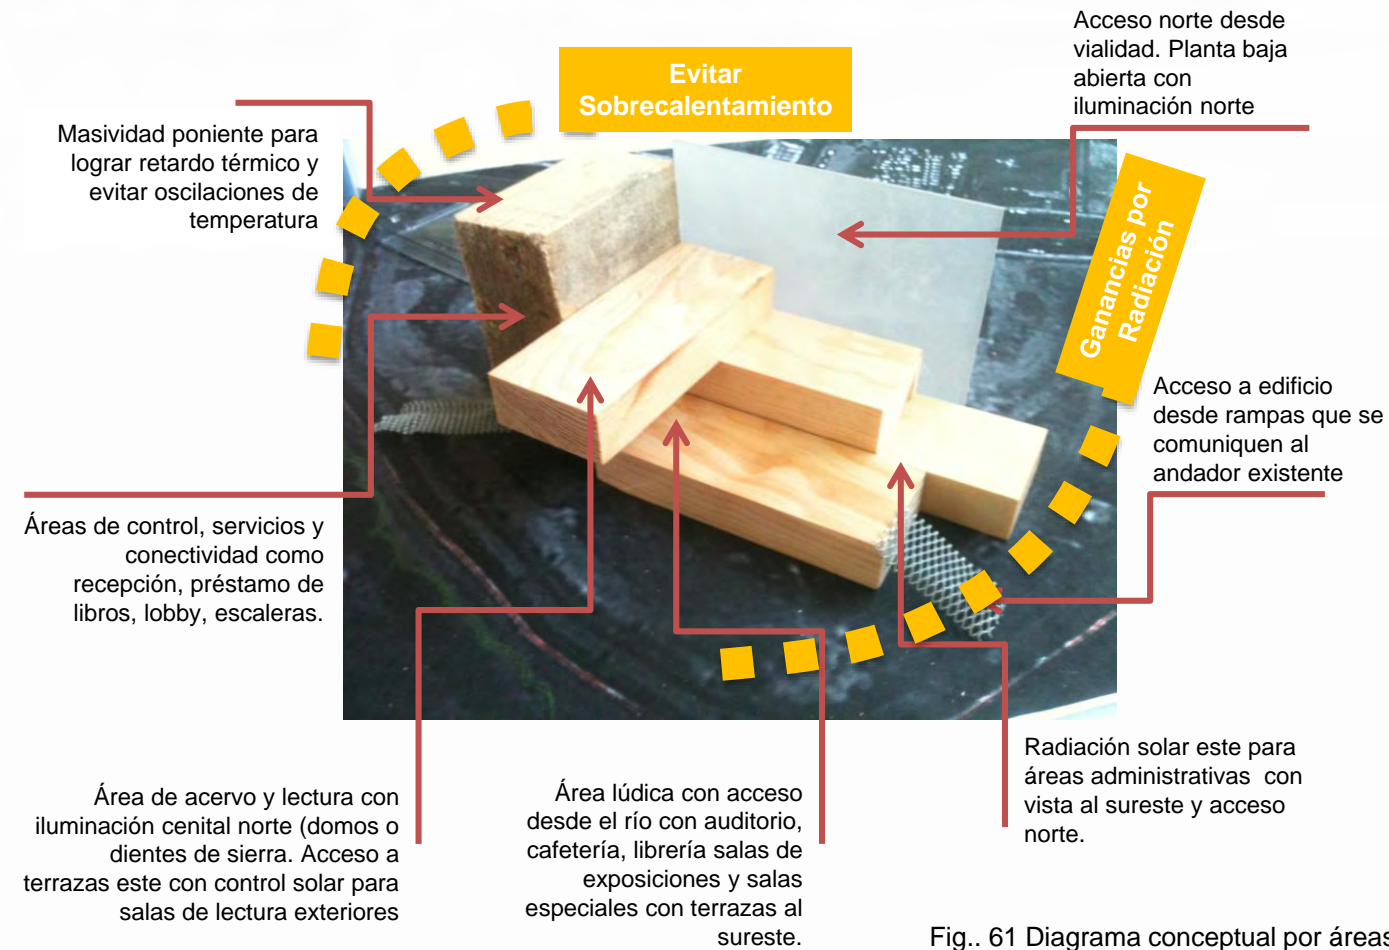 Acceso norte desde
vialidad. Planta baja
abierta con
iluminación norte
Evitar
Sobrecalentamiento
Masividad poniente para
lograr retardo térmico y
evitar oscilaciones de
temperatura
Ganancias por
Radiación
Acceso a edificio
desde rampas que se
comuniquen al
andador existente
Áreas de control, servicios y
conectividad como
recepción, préstamo de
libros, lobby, escaleras.
Radiación solar este para
áreas administrativas con
vista al sureste y acceso
norte.
Área de acervo y lectura con
iluminación cenital norte (domos o
dientes de sierra. Acceso a
terrazas este con control solar para
salas de lectura exteriores
Área lúdica con acceso
desde el río con auditorio,
cafetería, librería salas de
exposiciones y salas
especiales con terrazas al
sureste.
Fig.. 61 Diagrama conceptual por áreas